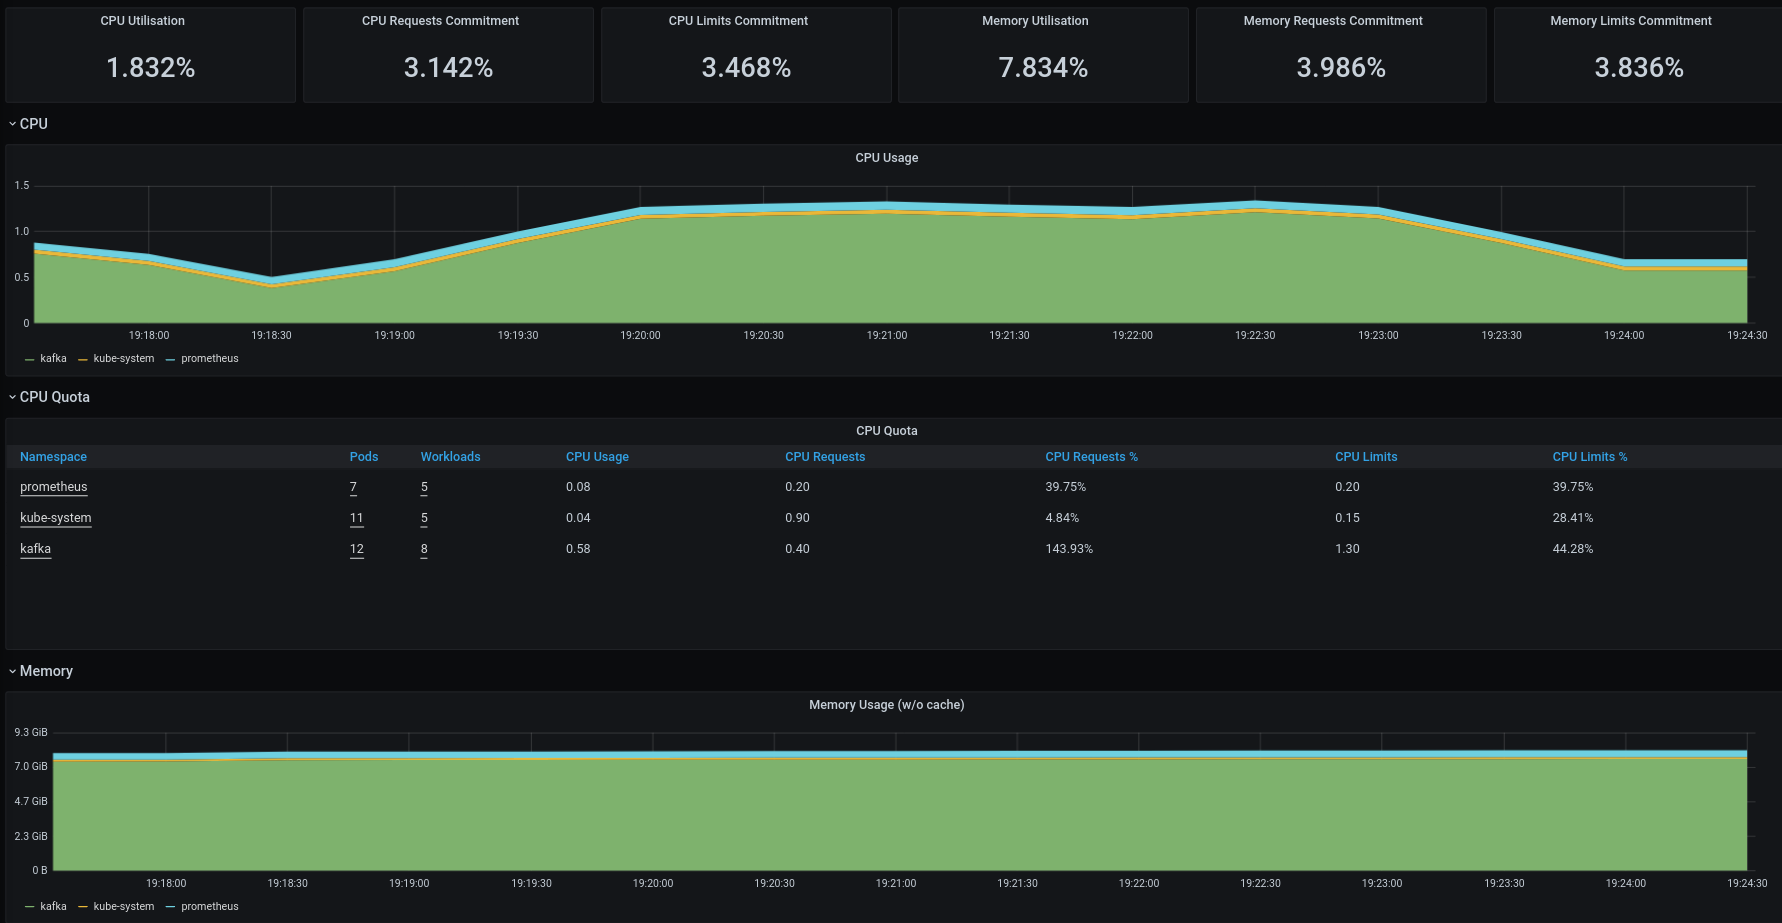 CPU Utilisation CPU Requests Commitment CPU Limits Commitment Memory Utilisation Memory Requests Commitment Memory Limits Commitment
1.832% 3.142% 3.468% 7.834% 3.986% 3.836%
CPU
CPU Usage
1.5
1.0
0.5
0
19:18:00 19:18:30 19:19:00 19:19:30 19:20:00 19:20:30 19:21:00 19:21:30 19:22:00 19:22:30 19:23:00 19:23:30 19:24:00 19:24:30
kafka kube-system prometheus
CPU Quota
CPU Quota
Namespace Pods Workloads CPU Usage CPU Requests CPU Requests % CPU Limits CPU Limits %
prometheus 7 5 0.08 0.20 39.75% 0.20 39.75%
kube-system 11 5 0.04 0.90 4.84% 0.15 28.41%
kafka 12 8 0.58 0.40 143.93% 1.30 44.28%
Memory
Memory Usage (w/o cache)
9.3 GiB
7.0 GiB
4.7 GiB
2.3 GiB
0 B
19:18:00 19:18:30 19:19:00 19:19:30 19:20:00 19:20:30 19:21:00 19:21:30 19:22:00 19:22:30 19:23:00 19:23:30 19:24:00 19:24:30
kafka kube-system prometheus